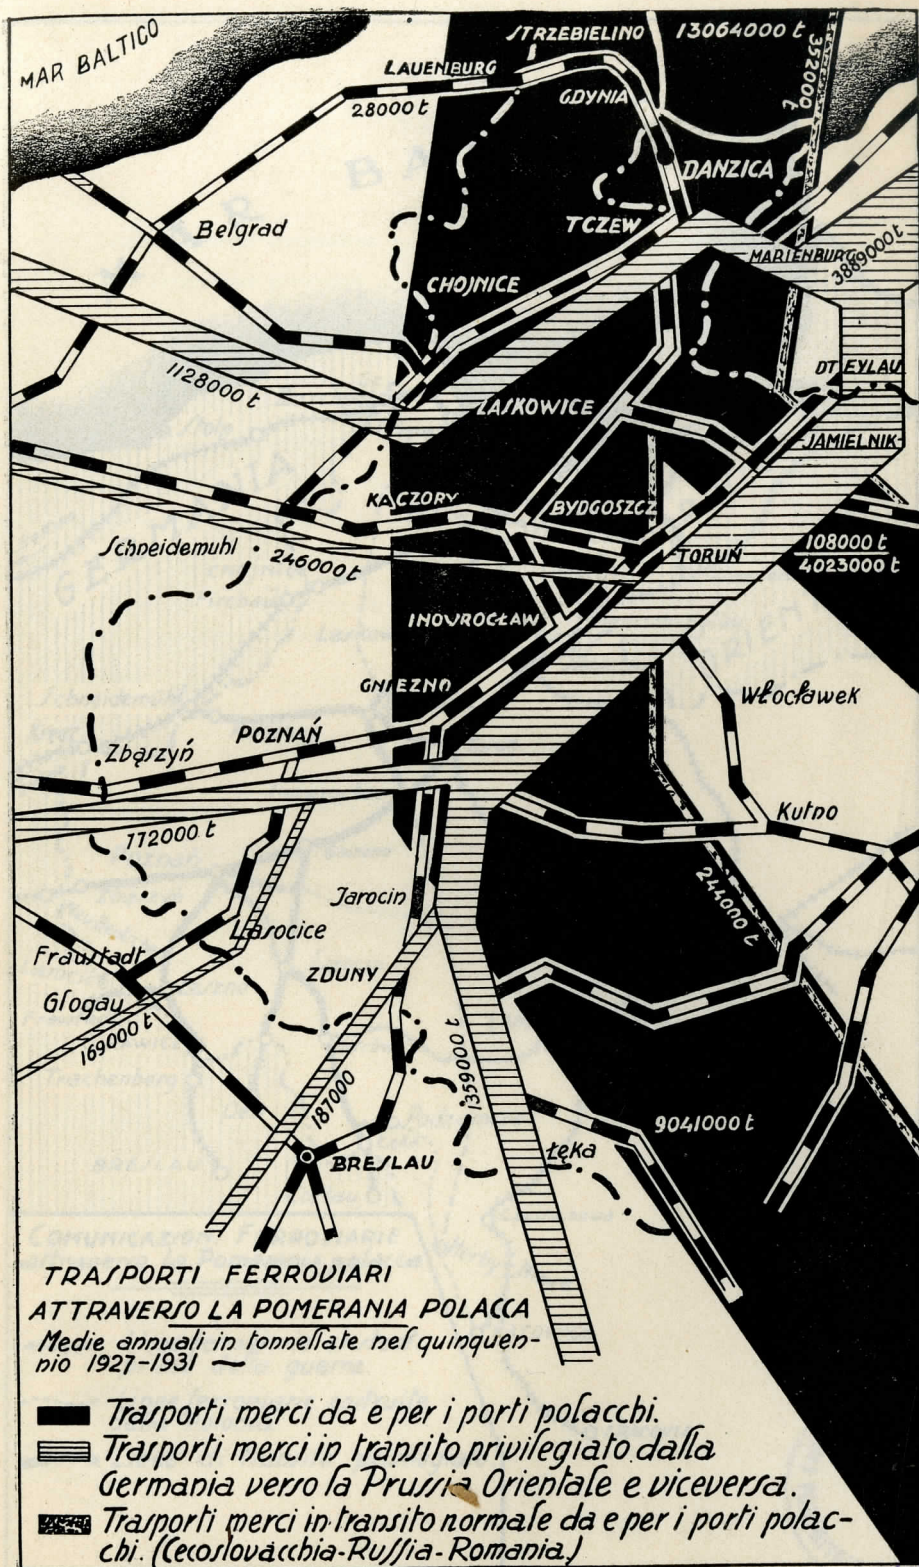 MAR BALTICO
STRZEBIELINO
13064000 t
352000 t
LAUENBURG
28000 t
GDYNIA
DANZICA
Belgrad
TCZEW
MARIENBURG
3889000 t
CHOJNICE
DT EYLAU
1128000 t
LASKOWICE
JAMIELNIK
KĄCZORY
BYDGOSZCZ
Schneidemuhl
246000 t
TORUŃ
108000 t
4023000 t
INOVROCŁAW
GNIEZNO
Włocławek
POZNAŃ
Zbąszyń
Kutno
772000 t
244000 t
Jarocin
Lasocice
Fraustadt
ZDUNY
Glogau
169000 t
187000
1359000 t
9041000 t
BRESLAU
Łęka
TRASPORTI FERROVIARI
ATTRAVERSO LA POMERANIA POLACCA
Medie annuali in tonnellate nel quinquen-
nio 1927-1931
Trasporti merci da e per i porti polacchi.
Trasporti merci in transito privilegiato dalla
Germania verso la Prussia Orientale e viceversa.
Trasporti merci in transito normale da e per i porti polac-
chi. (Cecoslovacchia-Russia-Romania.)